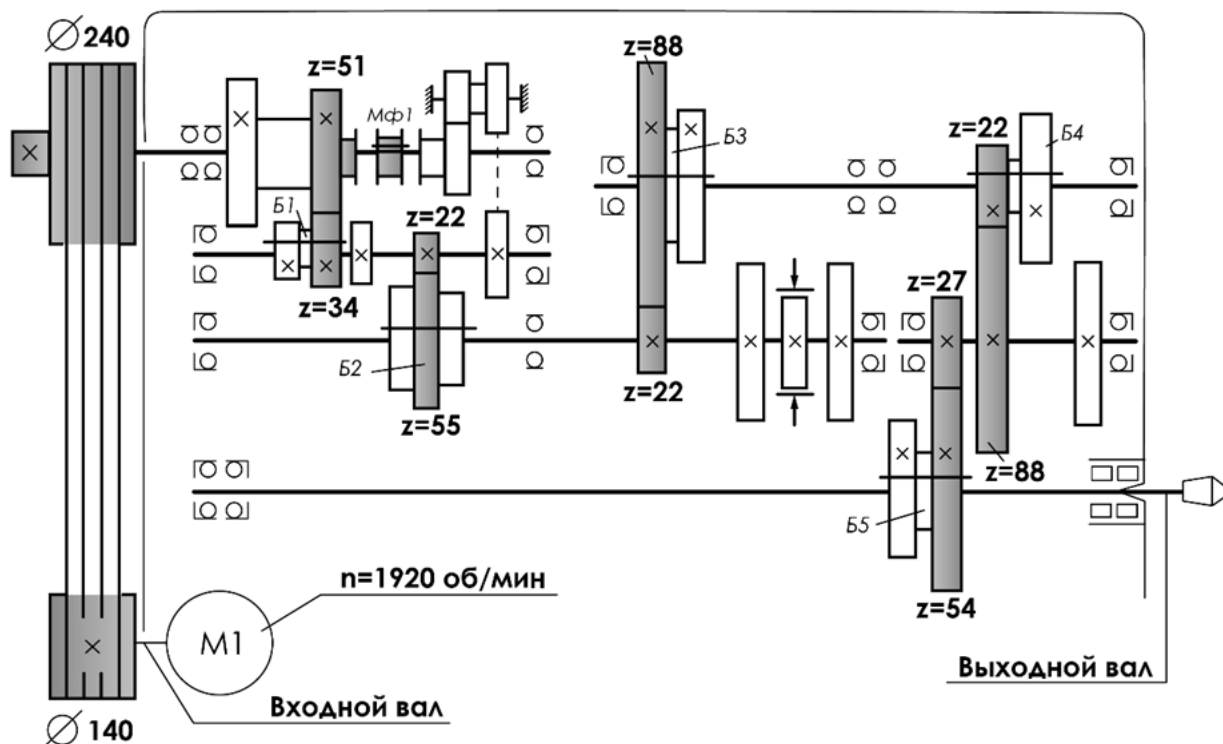 ⌀ 240
z=51
Мф1
z=88
Б3
z=22
Б4
Б1
z=22
z=34
z=27
Б2
z=22
z=55
z=88
Б5
z=54
n=1920 об/мин
М1
Выходной вал
Входной вал
⌀ 140